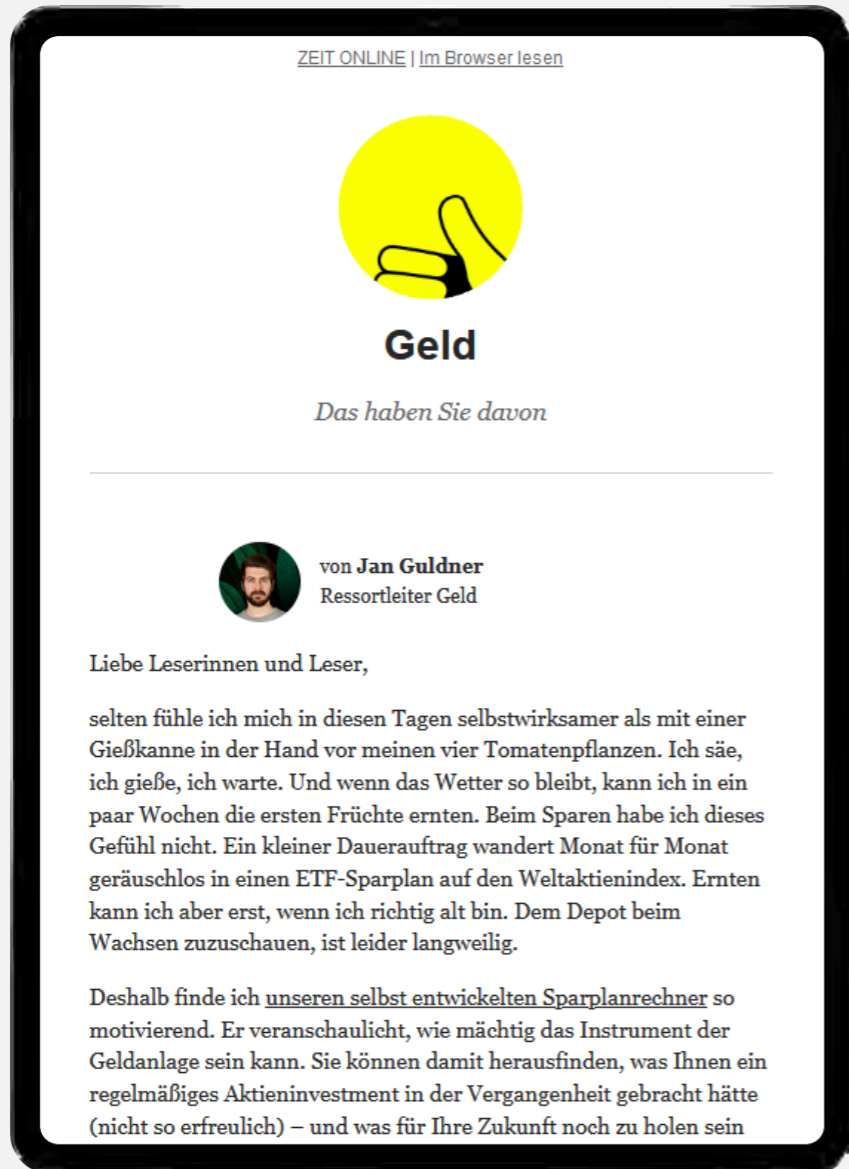 ZEIT ONLINE | Im Browser lesen
Geld
Das haben Sie davon
von Jan Guldner
Ressortleiter Geld
Liebe Leserinnen und Leser,
selten fühle ich mich in diesen Tagen selbstwirksamer als mit einer
Gießkanne in der Hand vor meinen vier Tomatenpflanzen. Ich säe,
ich gieße, ich warte. Und wenn das Wetter so bleibt, kann ich in ein
paar Wochen die ersten Früchte ernten. Beim Sparen habe ich dieses
Gefühl nicht. Ein kleiner Dauerauftrag wandert Monat für Monat
geräuschlos in einen ETF-Sparplan auf den Weltaktienindex. Ernten
kann ich aber erst, wenn ich richtig alt bin. Dem Depot beim
Wachsen zuzuschauen, ist leider langweilig.
Deshalb finde ich unseren selbst entwickelten Sparplanrechner so
motivierend. Er veranschaulicht, wie mächtig das Instrument der
Geldanlage sein kann. Sie können damit herausfinden, was Ihnen ein
regelmäßiges Aktieninvestment in der Vergangenheit gebracht hätte
(nicht so erfreulich) – und was für Ihre Zukunft noch zu holen sein